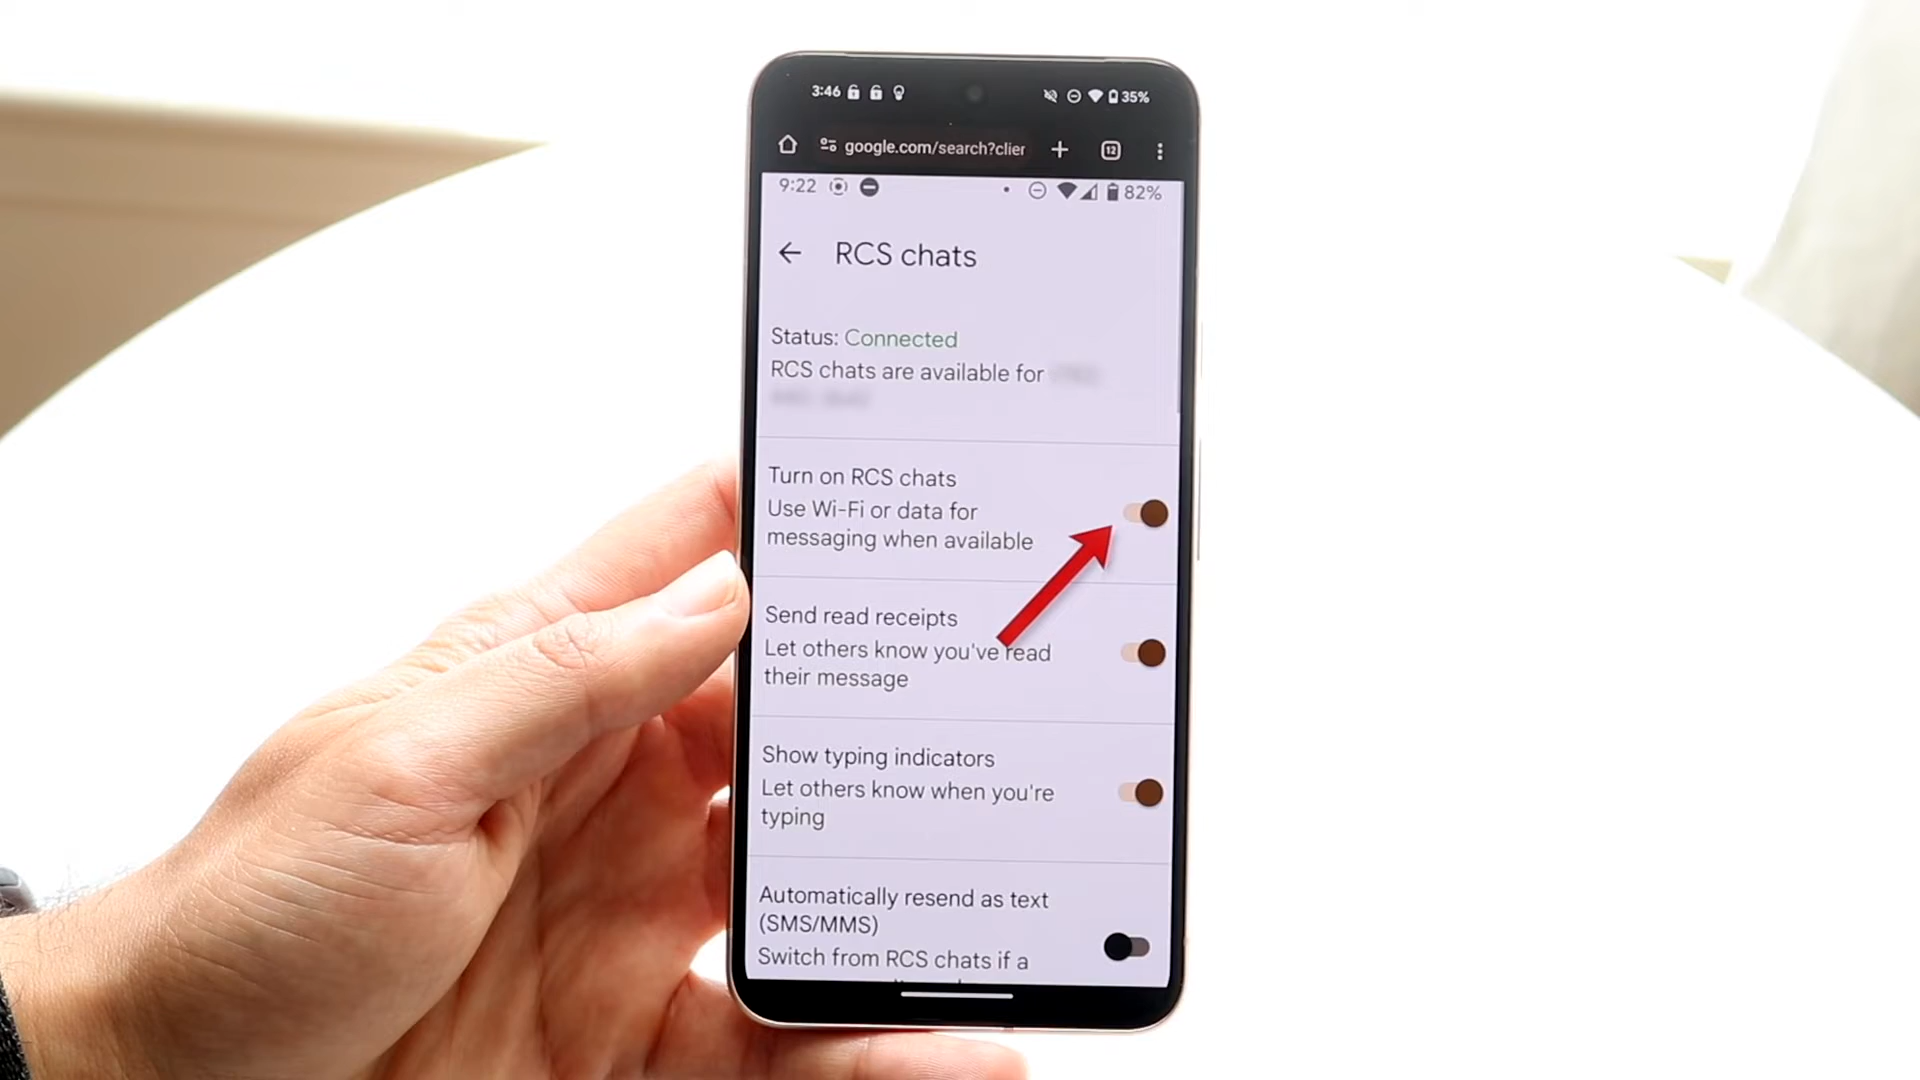 3:46 35%
google.com/search?clier 12
9:22 82%
RCS chats
Status: Connected
RCS chats are available for
Turn on RCS chats
Use Wi-Fi or data for
messaging when available
Send read receipts
Let others know you've read
their message
Show typing indicators
Let others know when you're
typing
Automatically resend as text
(SMS/MMS)
Switch from RCS chats if a